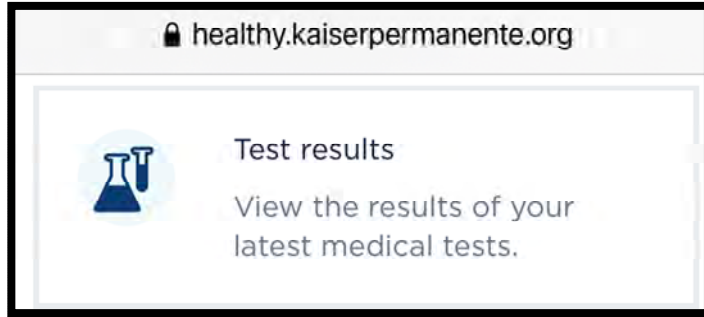 healthy.kaiserpermanente.org
Test results
View the results of your
latest medical tests.